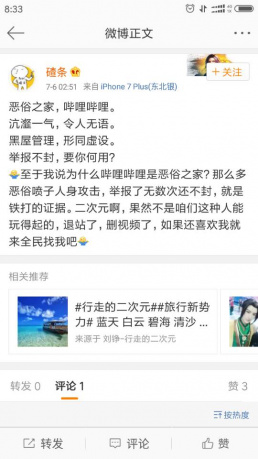 8:33
微博正文
碴条
7-6 02:51 来自 iPhone 7 Plus(东北银)
+关注
恶俗之家，哔哩哔哩。
沆瀣一气，令人无语。
黑屋管理，形同虚设。
举报不封，要你何用？
至于我说为什么哔哩哔哩是恶俗之家？那么多
恶俗喷子人身攻击，举报了无数次还不封，就是
铁打的证据。二次元啊，果然不是咱们这种人能
玩得起的，退站了，删视频了，如果还喜欢我就
来全民找我吧
相关推荐
#行走的二次元##旅行新势
力# 蓝天 白云 碧海 清沙 ...
来源于 刘铮~行走的二次元
转发 0 评论 1 赞 3
按热度
转发 评论 赞